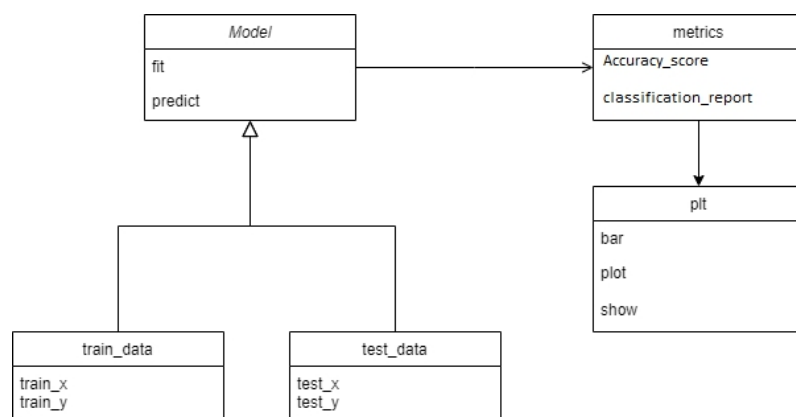 Model
fit
predict
metrics
Accuracy_score
classification_report
plt
bar
plot
show
train_data
train_x
train_y
test_data
test_x
test_y